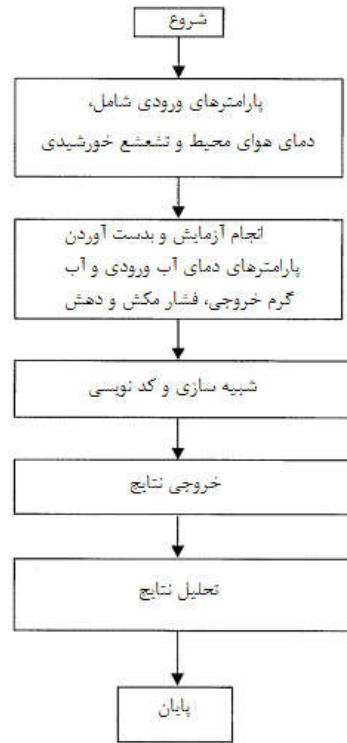 شروع
پارامترهای ورودی شامل،
دمای هوای محیط و تشعشع خورشیدی
انجام آزمایش و بدست آوردن
پارامترهای دمای آب ورودی و آب
گرم خروجی، فشار مکش و دهش
شبیه سازی و کد نویسی
خروجی نتایج
تحلیل نتایج
پایان